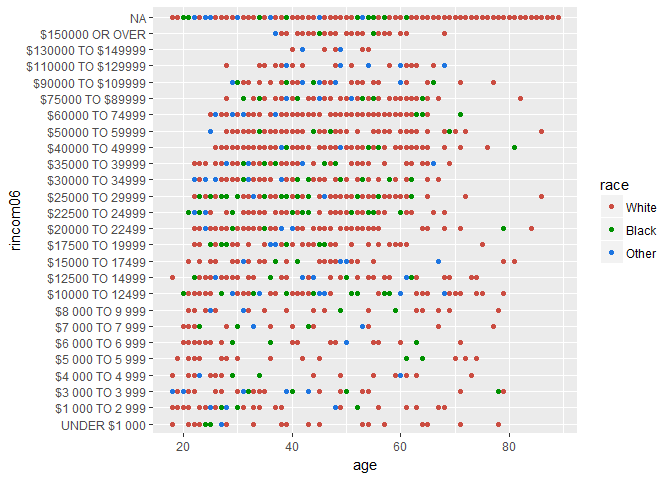 NA
$150000 OR OVER
$130000 TO $149999
$110000 TO $129999
$90000 TO $109999
$75000 TO $89999
$60000 TO 74999
$50000 TO 59999
$40000 TO 49999
$35000 TO 39999
$30000 TO 34999
$25000 TO 29999
$22500 TO 24999
$20000 TO 22499
$17500 TO 19999
$15000 TO 17499
$12500 TO 14999
$10000 TO 12499
$8 000 TO 9 999
$7 000 TO 7 999
$6 000 TO 6 999
$5 000 TO 5 999
$4 000 TO 4 999
$3 000 TO 3 999
$1 000 TO 2 999
UNDER $1 000
rincom06
20 40 60 80
age
race
White
Black
Other